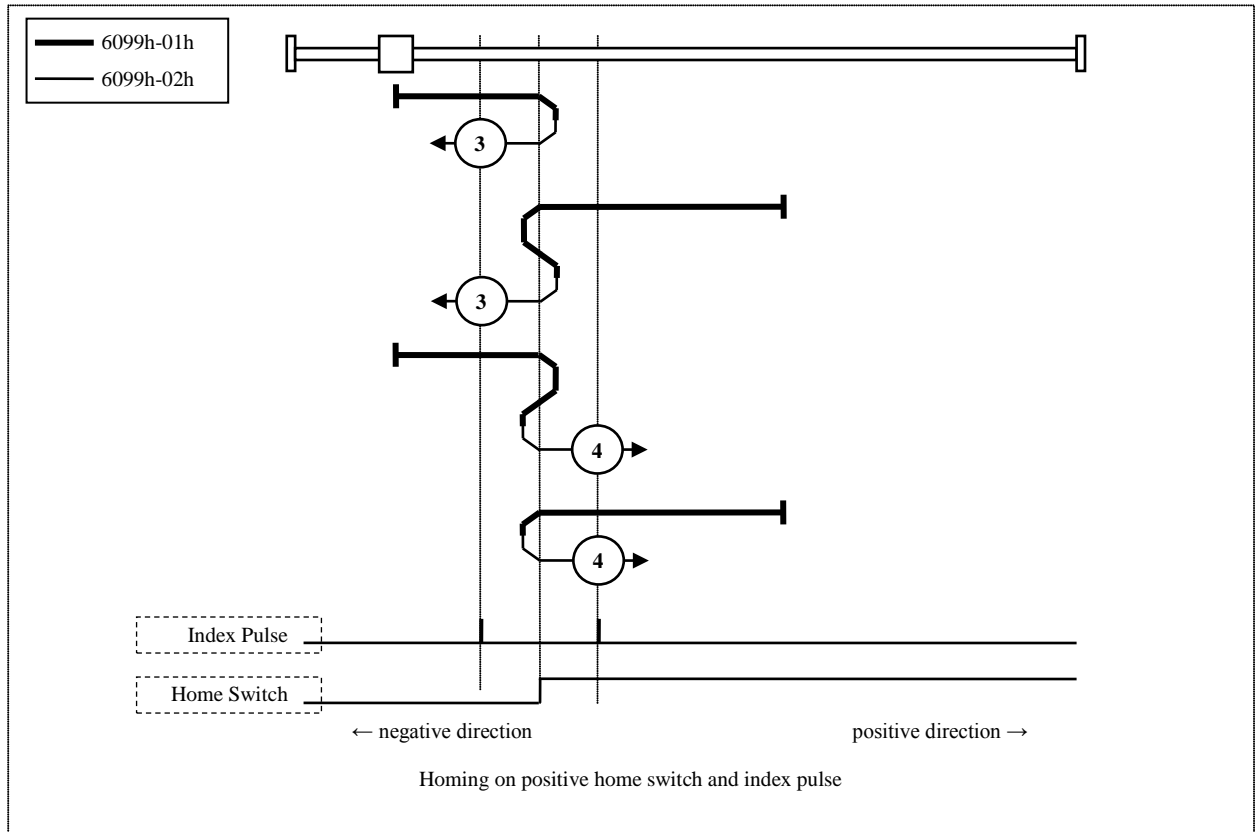 6099h-01h
6099h-02h
3
3
4
4
Index Pulse
Home Switch
← negative direction
positive direction →
Homing on positive home switch and index pulse